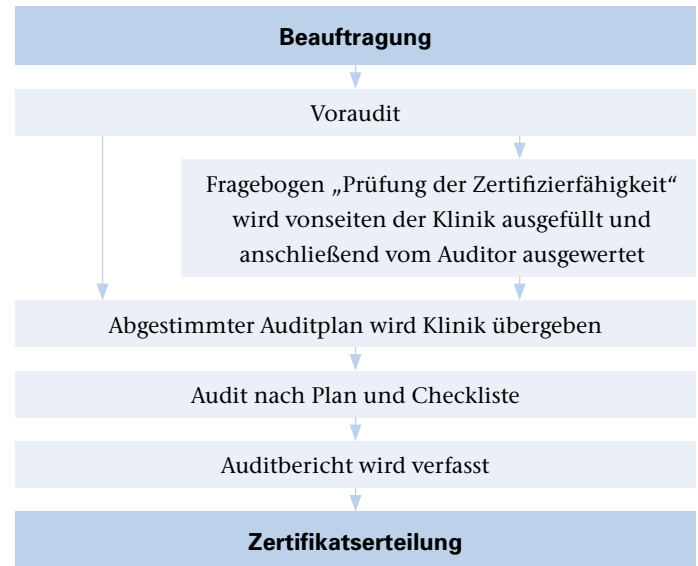 Beauftragung
Voraudit
Fragebogen „Prüfung der Zertifizierfähigkeit“
wird vonseiten der Klinik ausgefüllt und
anschließend vom Auditor ausgewertet
Abgestimmter Auditplan wird Klinik übergeben
Audit nach Plan und Checkliste
Auditbericht wird verfasst
Zertifikatserteilung